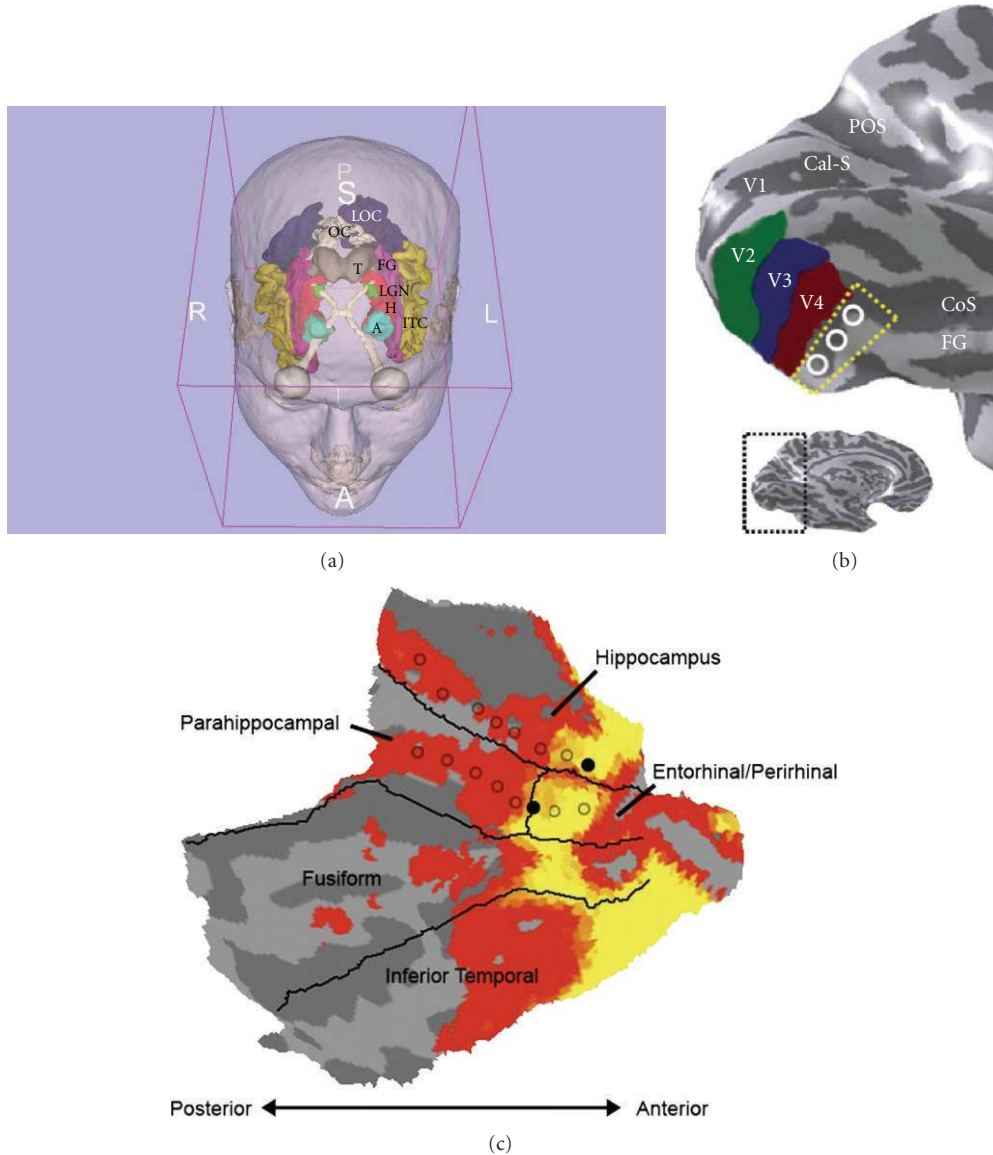 P
S
LOC
OC
T
FG
LGN
H
A
ITC
R
L
I
A
(a)
POS
Cal-S
V1
V2
V3
V4
CoS
FG
(b)
Hippocampus
Parahippocampal
Entorhinal/Perirhinal
Fusiform
Inferior Temporal
Posterior
Anterior
(c)